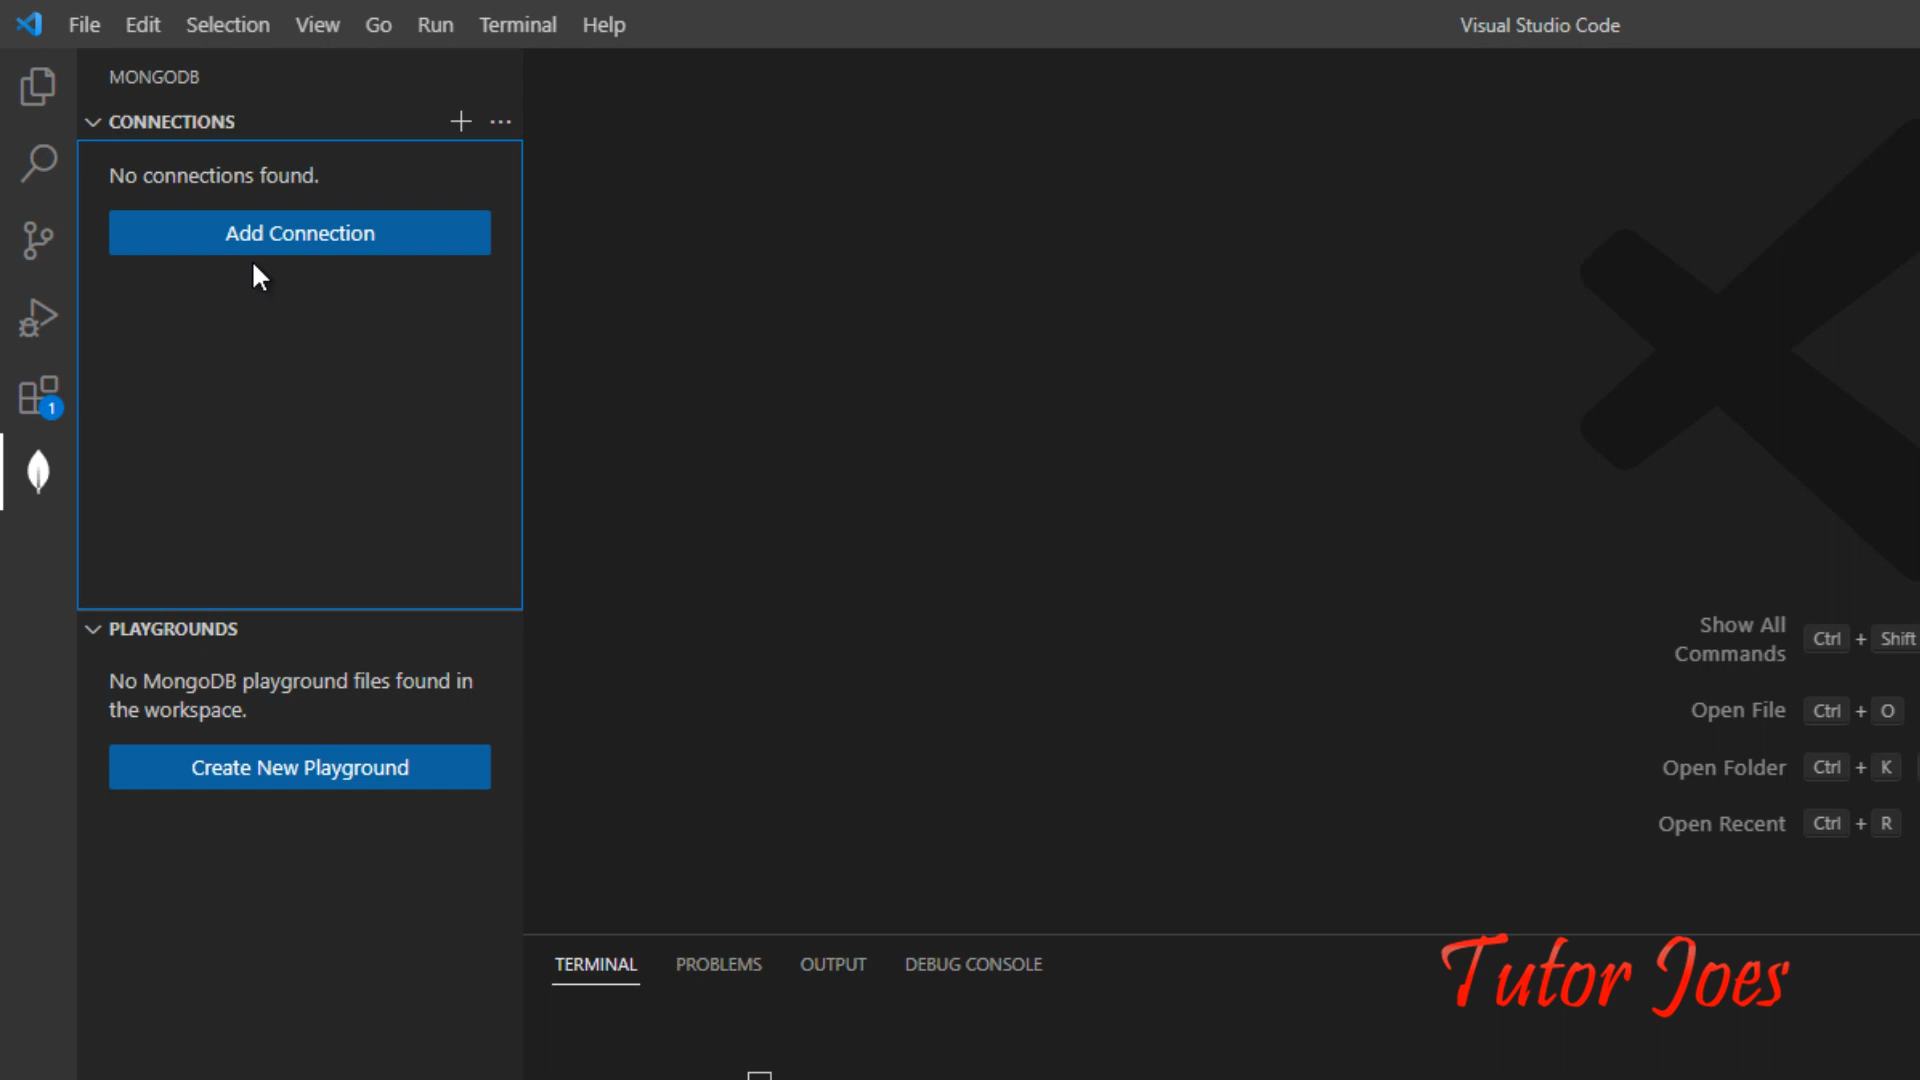 File Edit Selection View Go Run Terminal Help
Visual Studio Code
MONGODB
CONNECTIONS
No connections found.
Add Connection
1
PLAYGROUNDS
No MongoDB playground files found in
the workspace.
Create New Playground
Show All
Commands
Ctrl + Shift
Open File Ctrl + O
Open Folder Ctrl + K
Open Recent Ctrl + R
TERMINAL PROBLEMS OUTPUT DEBUG CONSOLE
Tutor Joes